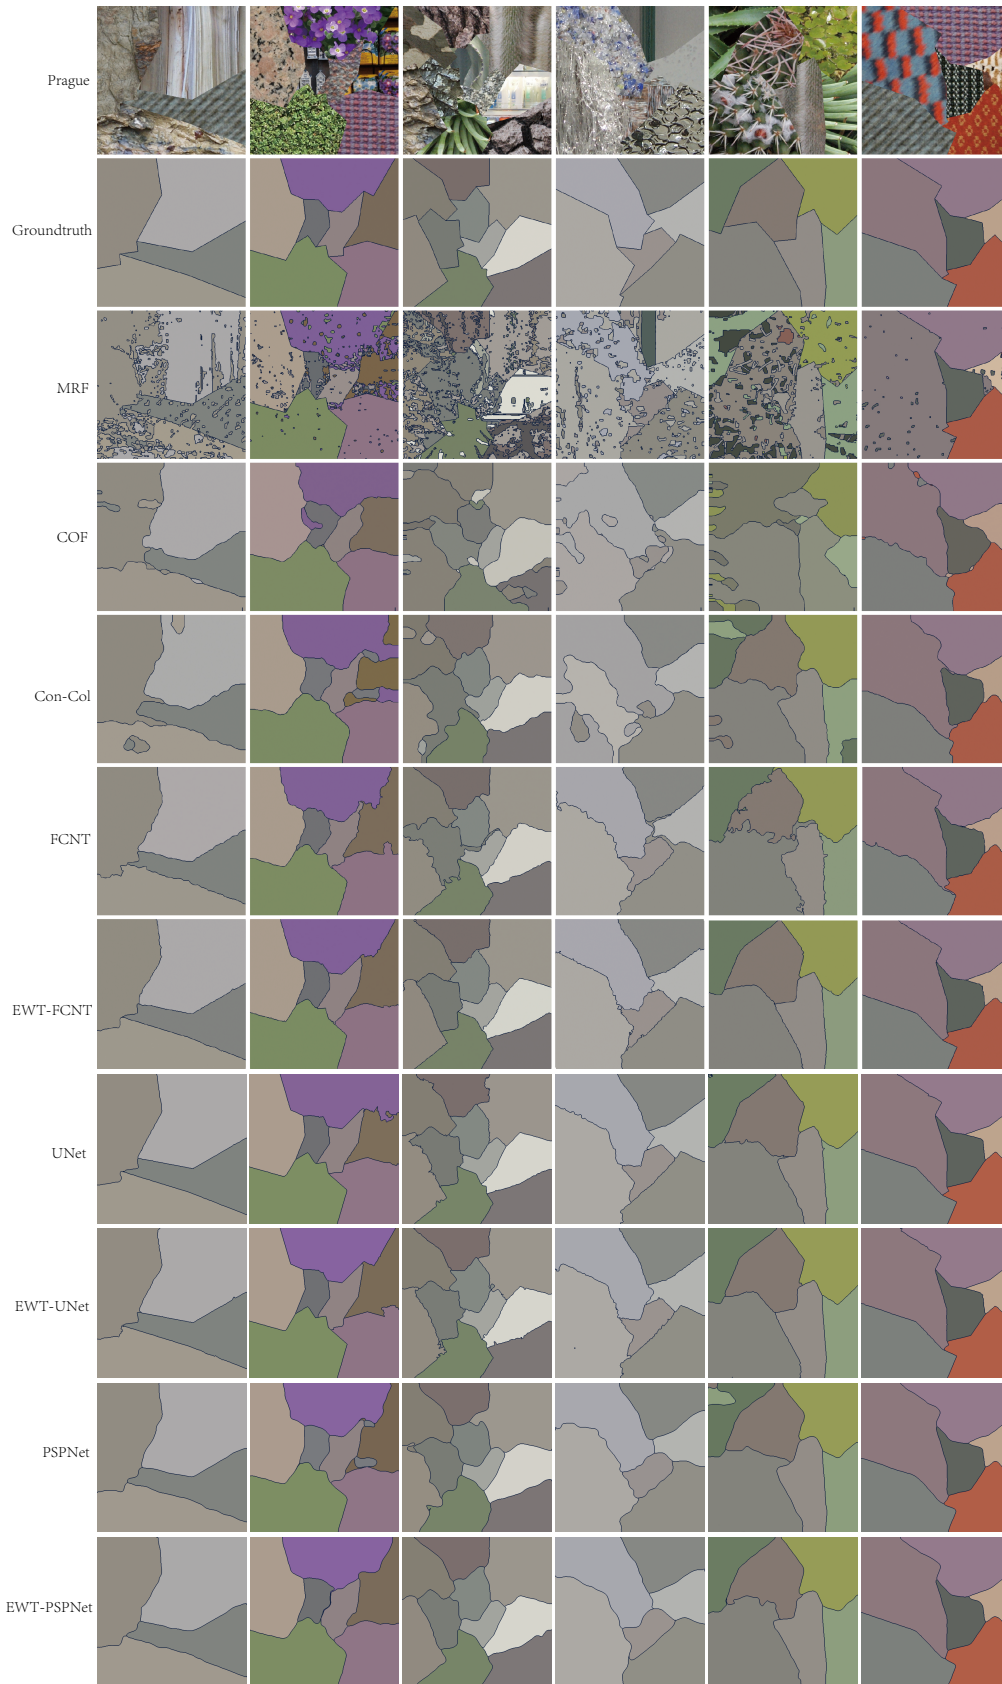 Prague
Groundtruth
MRF
COF
Con-Col
FCNT
EWT-FCNT
UNet
EWT-UNet
PSPNet
EWT-PSPNet